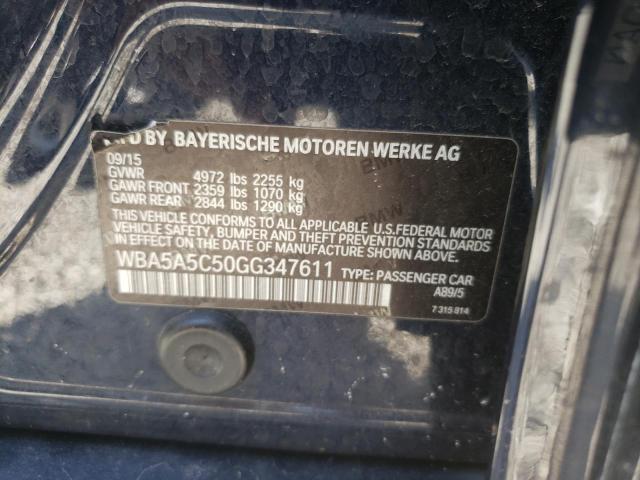 BY BAYERISCHE MOTOREN WERKE AG
09/15
GVWR 4972 lbs 2255 kg
GAWR FRONT 2359 lbs 1070 kg
GAWR REAR 2844 lbs 1290 kg
THIS VEHICLE CONFORMS TO ALL APPLICABLE U.S.FEDERAL MOTOR
VEHICLE SAFETY, BUMPER, AND THEFT PREVENTION STANDARDS
IN EFFECT ON THE DATE OF MANUFACTURE SHOWN ABOVE.
WBA5A5C50GG347611 TYPE: PASSENGER CAR
A89/5
7 315 814